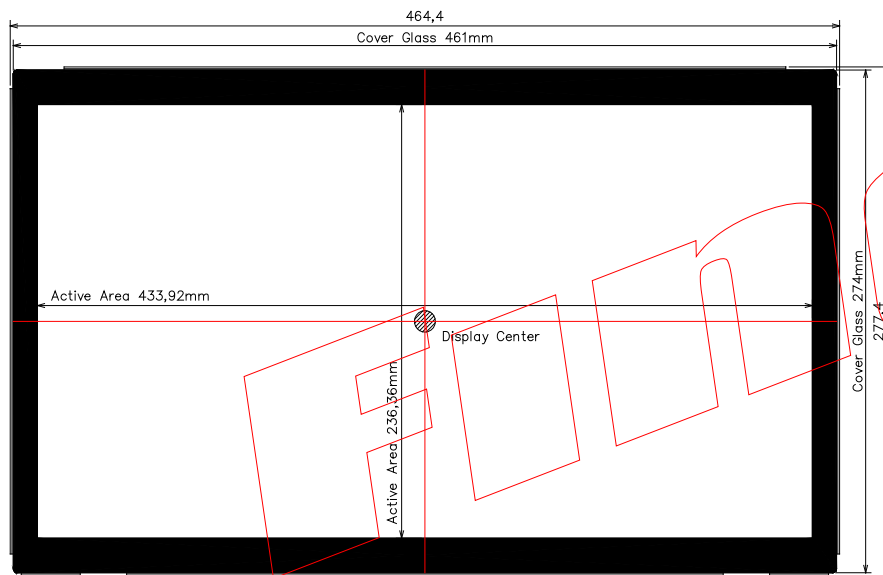 464,4
Cover Glass 461mm
Active Area 433,92mm
Display Center
Active Area 236,36mm
Cover Glass 274mm
277,4